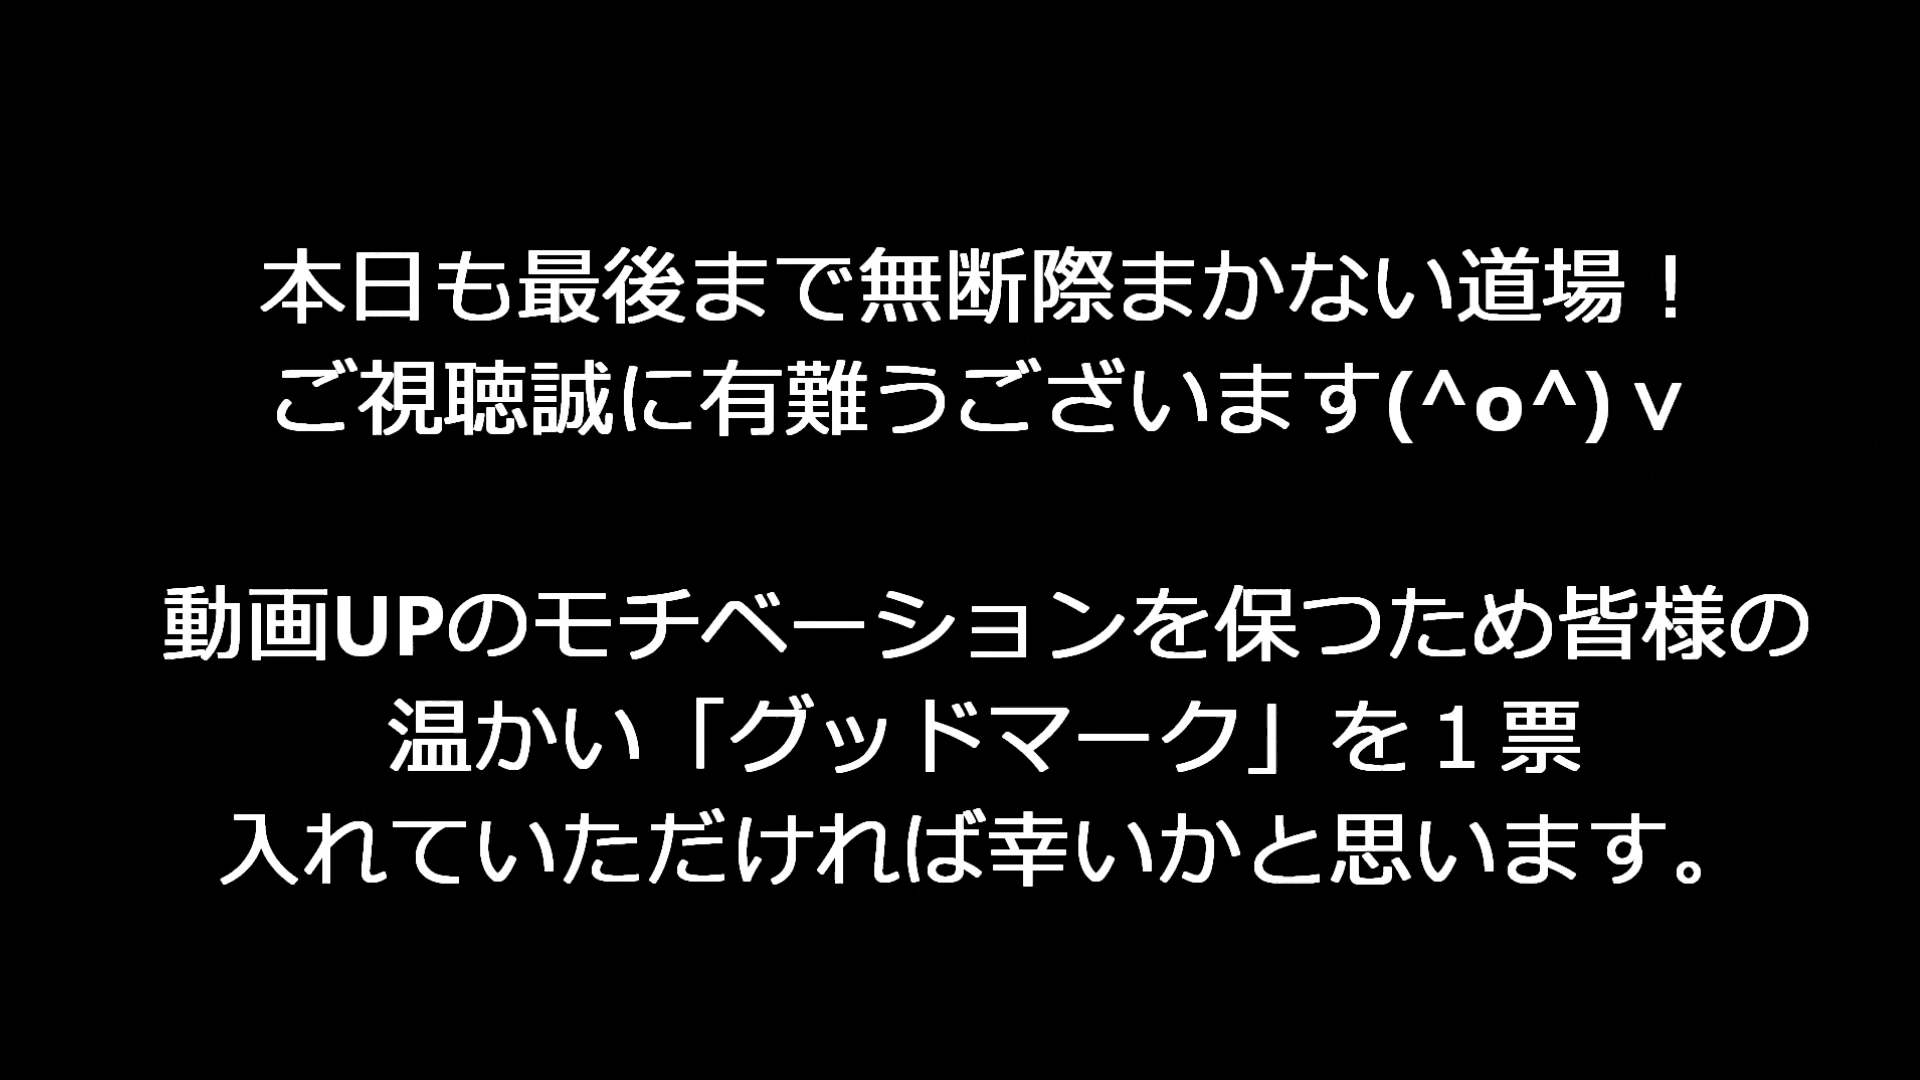 本日も最後まで無断際まかない道場！
ご視聴誠に有難うございます(^o^)ｖ
動画UPのモチベーションを保つため皆様の
温かい「グッドマーク」を１票
入れていただければ幸いかと思います。